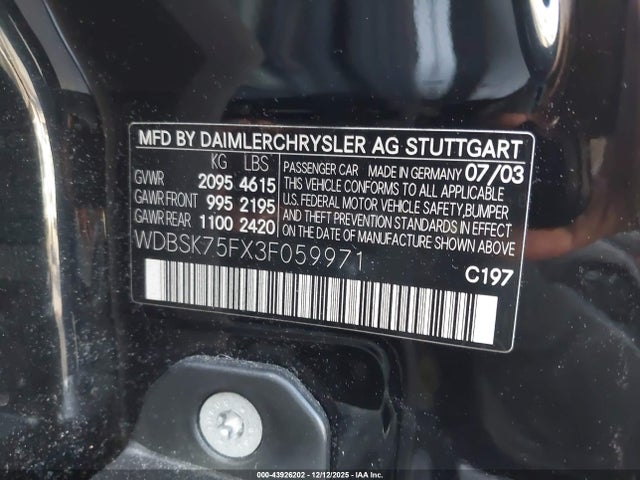 MFD BY DAIMLERCHRYSLER AG STUTTGART
KG LBS
GVWR 2095 4615
GAWR FRONT 995 2195
GAWR REAR 1100 2420
PASSENGER CAR MADE IN GERMANY 07/03
THIS VEHICLE CONFORMS TO ALL APPLICABLE
U.S. FEDERAL MOTOR VEHICLE SAFETY, BUMPER
AND THEFT PREVENTION STANDARDS IN EFFECT
ON THE DATE OF MANUFACTURE SHOWN ABOVE.
WDBSK75FX3F059971
C197
000-43926202 - 12/12/2025 - IAAI.COM